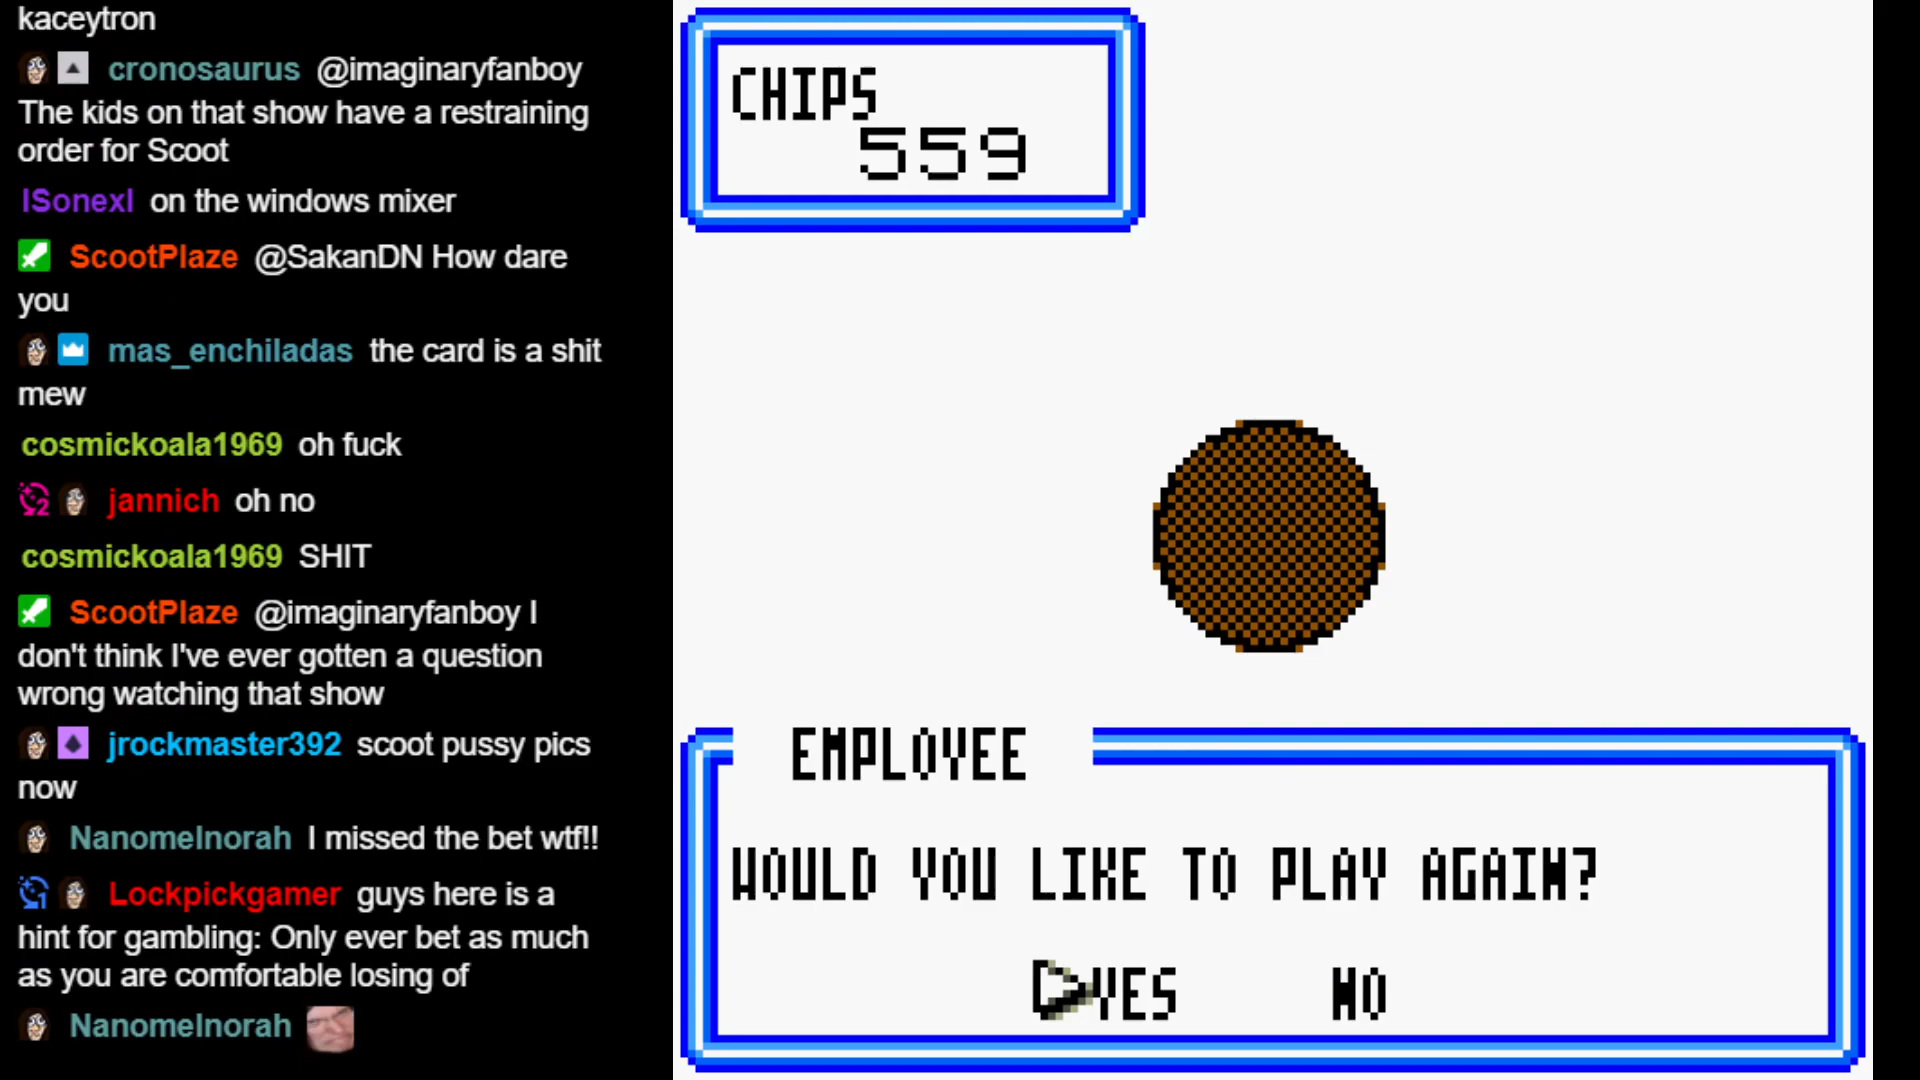 kaceytron
cronosaurus @imaginaryfanboy
The kids on that show have a restraining
order for Scoot
ISonexI on the windows mixer
ScootPlaze @SakanDN How dare
you
mas_enchiladas the card is a shit
mew
cosmickoala1969 oh fuck
jannich oh no
cosmickoala1969 SHIT
ScootPlaze @imaginaryfanboy I
don't think I've ever gotten a question
wrong watching that show
jrockmaster392 scoot pussy pics
now
NanomeInorah I missed the bet wtf!!
Lockpickgamer guys here is a
hint for gambling: Only ever bet as much
as you are comfortable losing of
NanomeInorah
CHIPS
559
EMPLOYEE
WOULD YOU LIKE TO PLAY AGAIN?
YES NO